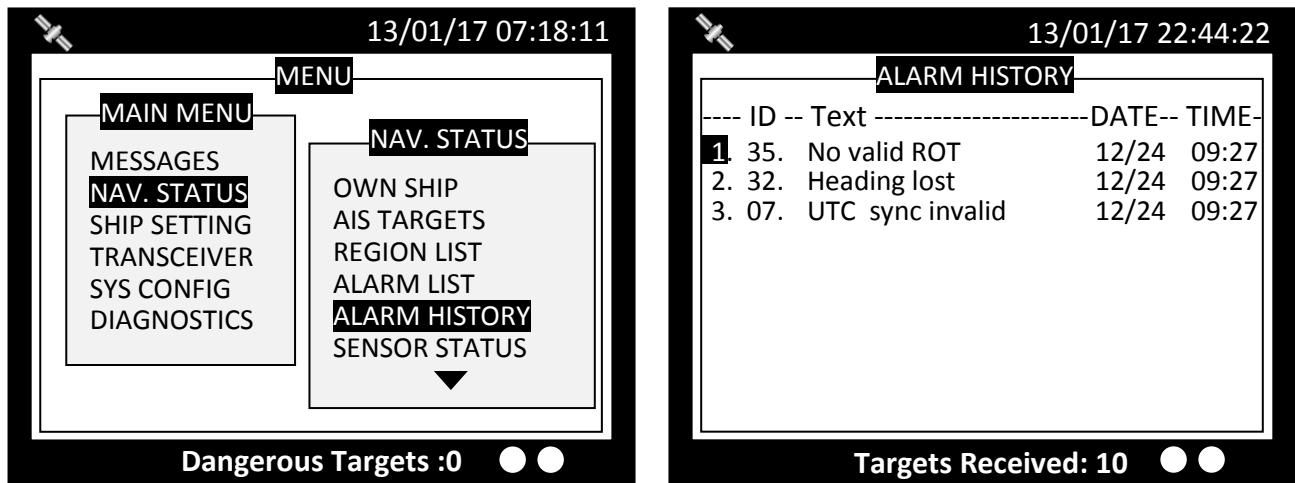 13/01/17 07:18:11
MENU
MAIN MENU
MESSAGES
NAV. STATUS
SHIP SETTING
TRANSCEIVER
SYS CONFIG
DIAGNOSTICS
NAV. STATUS
OWN SHIP
AIS TARGETS
REGION LIST
ALARM LIST
ALARM HISTORY
SENSOR STATUS
Dangerous Targets :0
13/01/17 22:44:22
ALARM HISTORY
---- ID -- Text ----------------------DATE-- TIME-
1. 35. No valid ROT 12/24 09:27
2. 32. Heading lost 12/24 09:27
3. 07. UTC sync invalid 12/24 09:27
Targets Received: 10